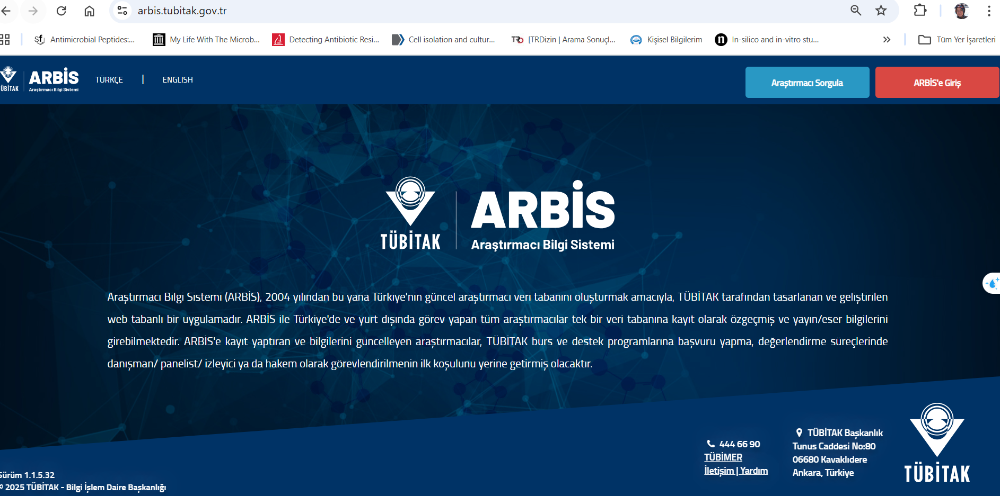 arbis.tubitak.gov.tr
Antimicrobial Peptides:...
My Life With The Microb...
Detecting Antibiotic Resi...
Cell isolation and cultur...
[TRDizin | Arama Sonuçl...
Kişisel Bilgilerim
In-silico and in-vitro stu...
Tüm Yer İşaretleri
ARBİS
Araştırmacı Bilgi Sistemi
TÜRKÇE | ENGLISH
Araştırmacı Sorgula
ARBİS'e Giriş
TÜBİTAK
ARBİS
Araştırmacı Bilgi Sistemi
Araştırmacı Bilgi Sistemi (ARBİS), 2004 yılından bu yana Türkiye'nin güncel araştırmacı veri tabanını oluşturmak amacıyla, TÜBİTAK tarafından tasarlanan ve geliştirilen
web tabanlı bir uygulamadır. ARBİS ile Türkiye'de ve yurt dışında görev yapan tüm araştırmacılar tek bir veri tabanına kayıt olarak özgeçmiş ve yayın/eser bilgilerini
girebilmektedir. ARBİS'e kayıt yaptıran ve bilgilerini güncelleyen araştırmacılar, TÜBİTAK burs ve destek programlarına başvuru yapma, değerlendirme süreçlerinde
danışman/ panelist/ izleyici ya da hakem olarak görevlendirilmenin ilk koşulunu yerine getirmiş olacaktır.
444 66 90
TÜBİMER
İletişim | Yardım
TÜBİTAK Başkanlık
Tunus Caddesi No:80
06680 Kavaklıdere
Ankara, Türkiye
TÜBİTAK
Sürüm 1.1.5.32
© 2025 TÜBİTAK - Bilgi İşlem Daire Başkanlığı